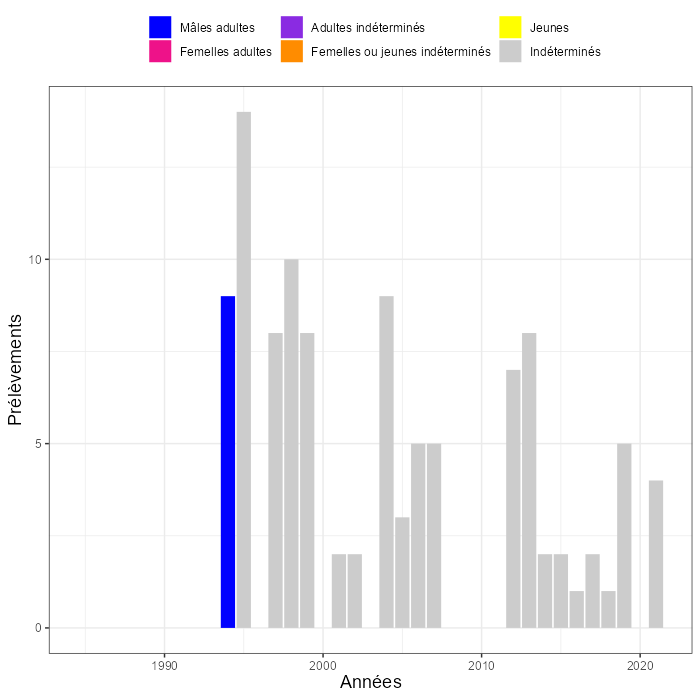 Mâles adultes
Adultes indéterminés
Jeunes
Femelles adultes
Femelles ou jeunes indéterminés
Indéterminés
Prélèvements
10
5
0
1990 2000 2010 2020
Années